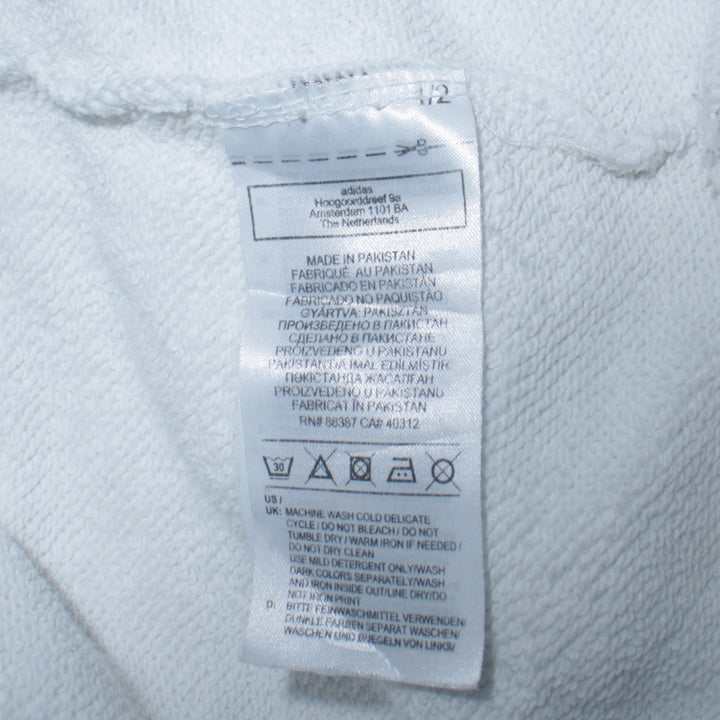 1/2
adidas
Hoogoorddreef 9a
Amsterdam 1101 BA
The Netherlands
MADE IN PAKISTAN
FABRIQUÉ AU PAKISTAN
FABRICADO EN PAKISTAN
FABRICADO NO PAQUISTÃO
GYÁRTVA: PAKISZTÁN
ПРОИЗВЕДЕНО В ПАКИСТАН
СДЕЛАНО В ПАКИСТАНЕ
PROIZVEDENO U PAKISTANU
PAKISTANDA IMAL EDİLMİŞTİR
ПӘКІСТАНДА ЖАСАЛҒАН
PROIZVEDENO U PAKISTANU
FABRICAT ÎN PAKISTAN
RN# 88387 CA# 40312
30
US /
UK: MACHINE WASH COLD DELICATE
CYCLE / DO NOT BLEACH / DO NOT
TUMBLE DRY / WARM IRON IF NEEDED /
DO NOT DRY CLEAN
USE MILD DETERGENT ONLY/WASH
DARK COLORS SEPARATELY/WASH
AND IRON INSIDE OUT/LINE DRY/DO
NOT IRON PRINT
D: BITTE FEINWASCHMITTEL VERWENDEN/
DUNKLE FARBEN SEPARAT WASCHEN/
WASCHEN UND BUEGELN VON LINKS/